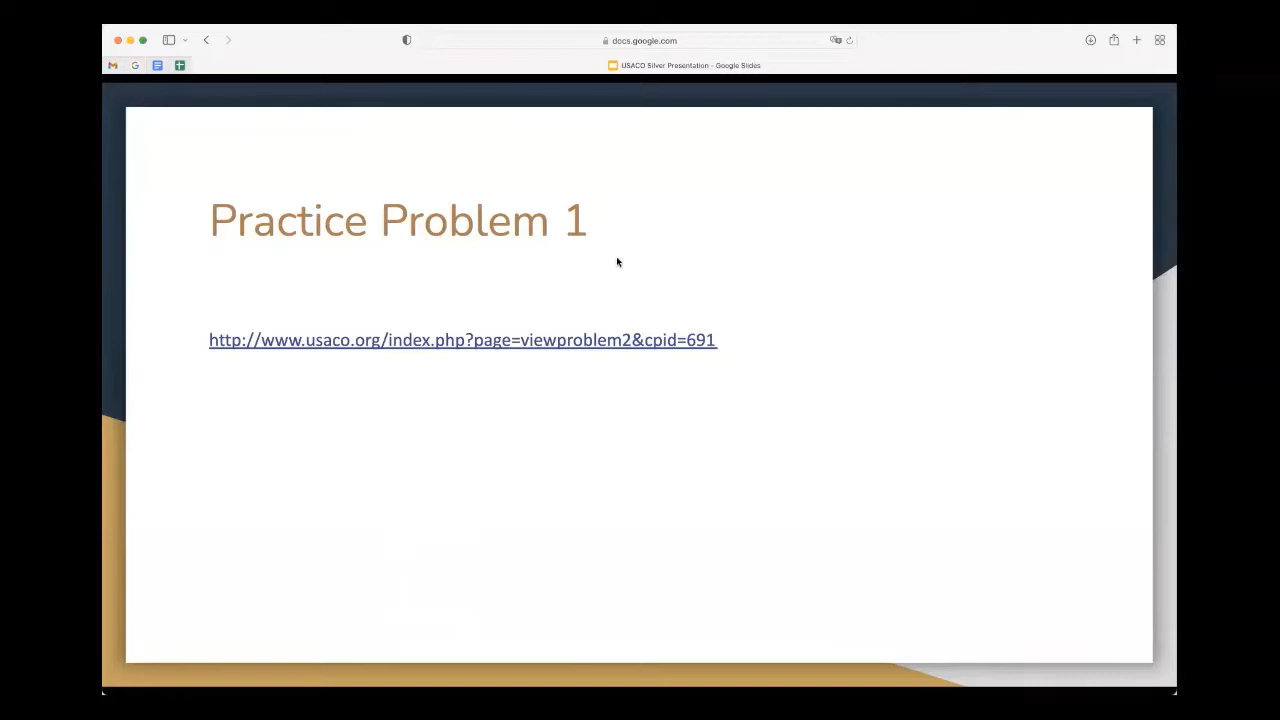 docs.google.com
USACO Silver Presentation - Google Slides
Practice Problem 1
http://www.usaco.org/index.php?page=viewproblem2&cpid=691